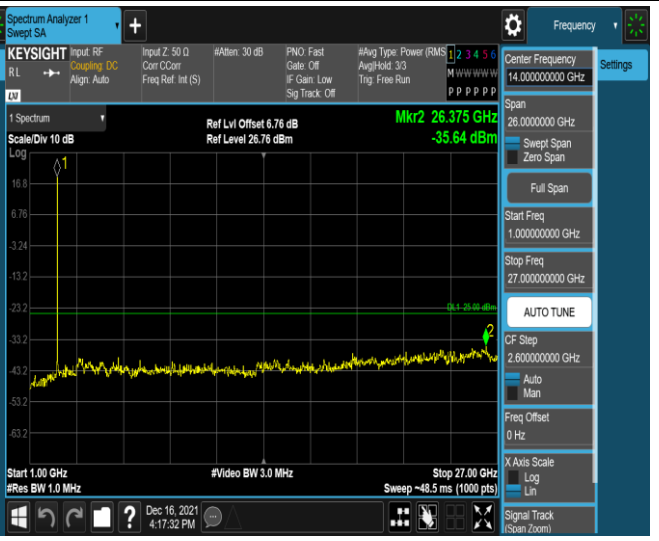 Spectrum Analyzer 1
Swept SA
Frequency
KEYSIGHT
RL
Input: RF
Coupling: DC
Align: Auto
Input Z: 50 Ω
Corr CCorr
Freq Ref: Int (S)
#Atten: 30 dB
PNO: Fast
Gate: Off
IF Gain: Low
Sig Track: Off
#Avg Type: Power (RMS
Avg|Hold: 3/3
Trig: Free Run
1 2 3 4 5 6
M W W W W W
P P P P P P
LXI
1 Spectrum
Scale/Div 10 dB
Ref Lvl Offset 6.76 dB
Ref Level 26.76 dBm
Mkr2 26.375 GHz
-35.64 dBm
Log
1
16.8
6.76
-3.24
-13.2
-23.2
DL1 -25.00 dBm
-33.2
2
-43.2
-53.2
-63.2
Start 1.00 GHz
#Res BW 1.0 MHz
#Video BW 3.0 MHz
Stop 27.00 GHz
Sweep ~48.5 ms (1000 pts)
?
Dec 16, 2021
4:17:32 PM
Center Frequency
14.000000000 GHz
Span
26.0000000 GHz
Swept Span
Zero Span
Full Span
Start Freq
1.000000000 GHz
Stop Freq
27.000000000 GHz
AUTO TUNE
CF Step
2.600000000 GHz
Auto
Man
Freq Offset
0 Hz
X Axis Scale
Log
Lin
Signal Track
(Span Zoom)
Settings